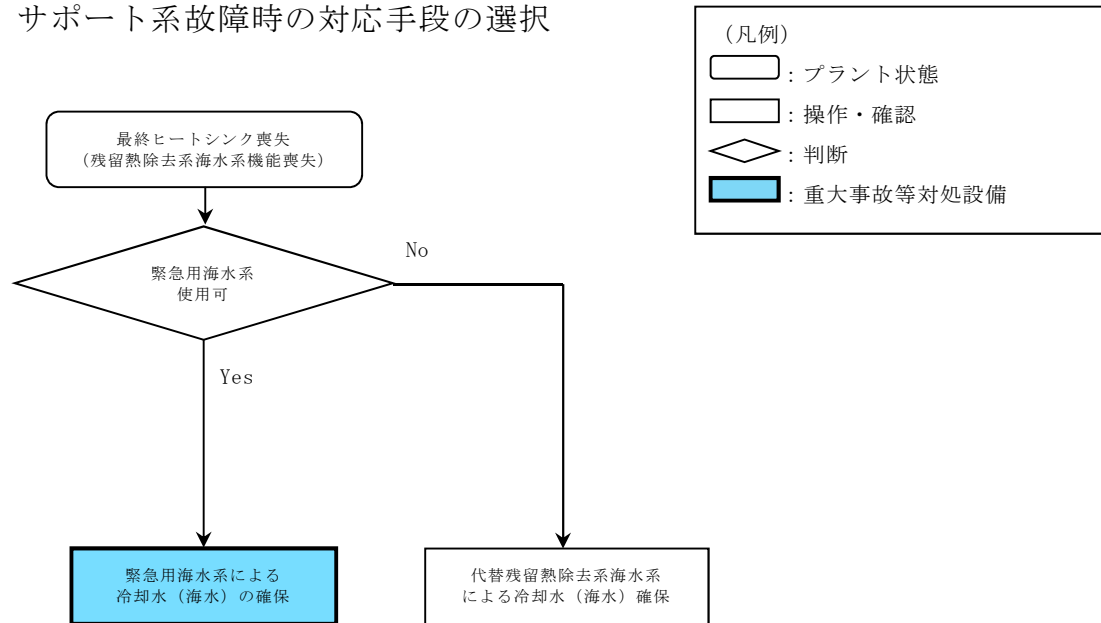 サポート系故障時の対応手段の選択
(凡例)
：プラント状態
：操作・確認
：判断
：重大事故等対処設備
最終ヒートシンク喪失
(残留熱除去系海水系機能喪失)
緊急用海水系
使用可
No
Yes
緊急用海水系による
冷却水（海水）の確保
代替残留熱除去系海水系
による冷却水（海水）確保